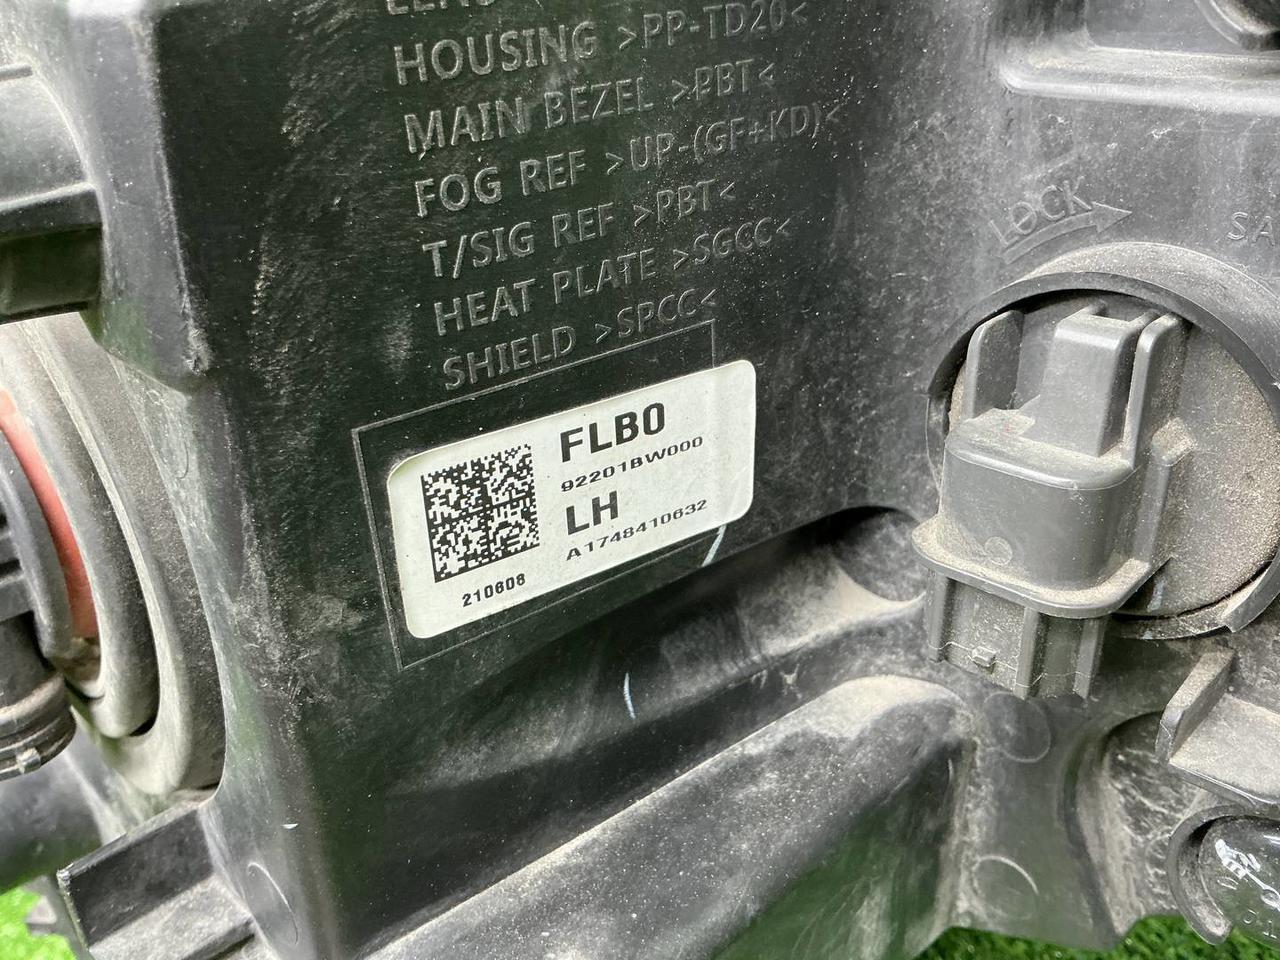 HOUSING >PP-TD20<
MAIN BEZEL >PBT<
FOG REF >UP-(GF+KD)<
T/SIG REF >PBT<
HEAT PLATE >SGCC<
SHIELD >SPCC<
LOCK
SA
FLB0
92201BW000
LH
A1748410632
210608